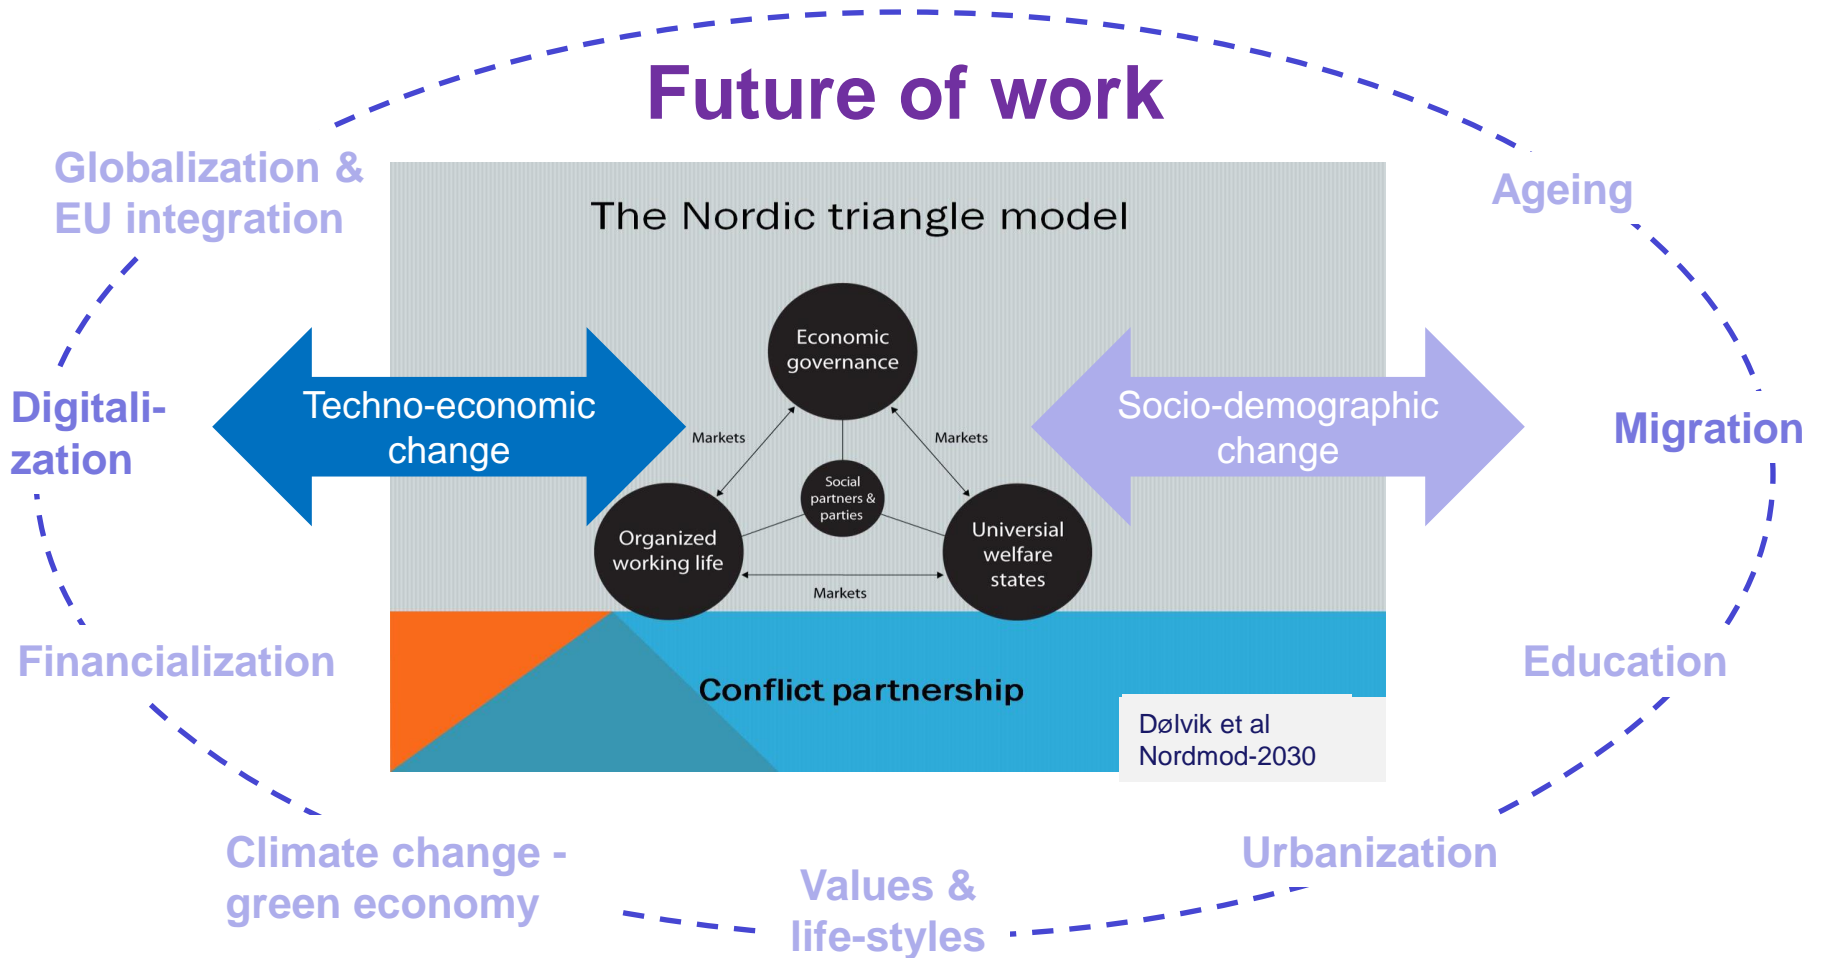 Future of work
Globalization &
EU integration
Ageing
The Nordic triangle model
Economic
governance
Digitali-
zation
Techno-economic
change
Markets
Markets
Socio-demographic
change
Migration
Social
partners &
parties
Organized
working life
Universial
welfare
states
Markets
Financialization
Education
Conflict partnership
Dølvik et al
Nordmod-2030
Climate change -
green economy
Values &
life-styles
Urbanization